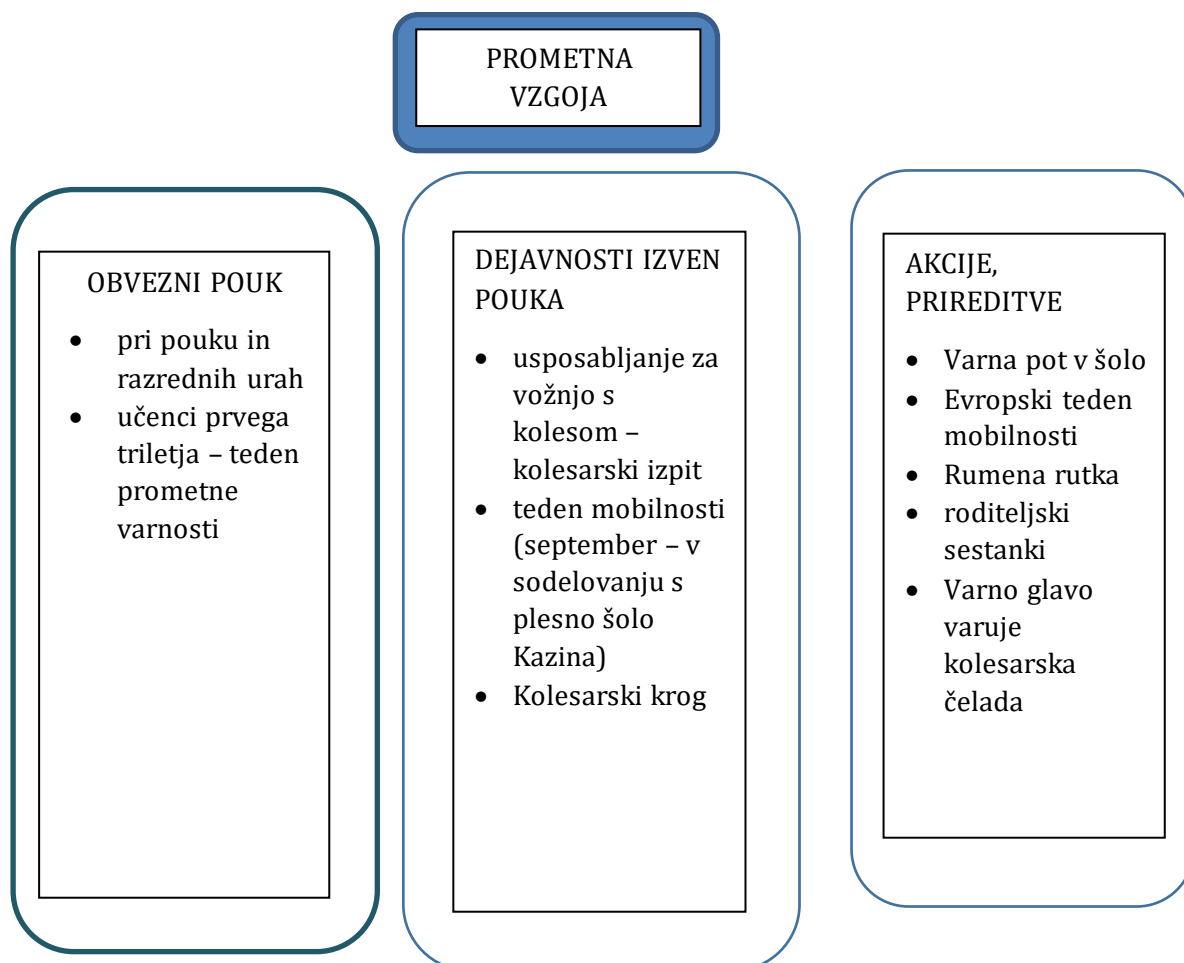 PROMETNA
VZGOJA
OBVEZNI POUK
• pri pouku in
razrednih urah
• učenci prvega
triletja – teden
prometne
varnosti
DEJAVNOSTI IZVEN
POUKA
• usposabljanje za
vožnjo s
kolesom –
kolesarski izpit
• teden mobilnosti
(september – v
sodelovanju s
plesno šolo
Kazina)
• Kolesarski krog
AKCIJE,
PRIREDITVE
• Varna pot v šolo
• Evropski teden
mobilnosti
• Rumena rutka
• roditeljski
sestanki
• Varno glavo
varuje
kolesarska
čelada